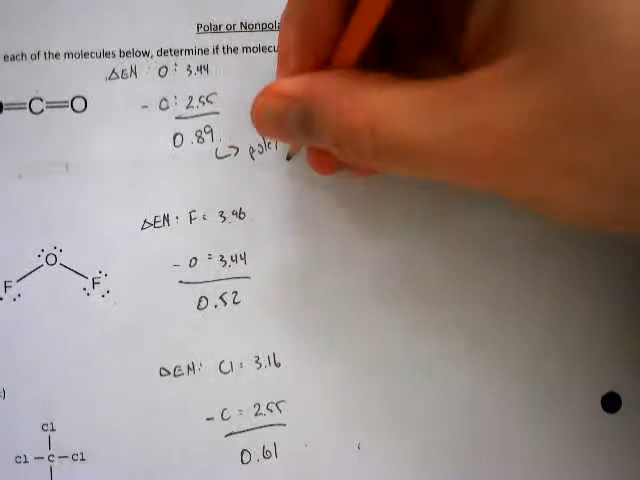 Polar or Nonpola
each of the molecules below, determine if the molecu
ΔEN : O : 3.44
=C=O
- C : 2.55
0.89
↳ polar
ΔEN : F = 3.96
O
F F
- O = 3.44
0.52
ΔEN : Cl = 3.16
)
- C = 2.55
Cl
Cl-C-Cl
0.61